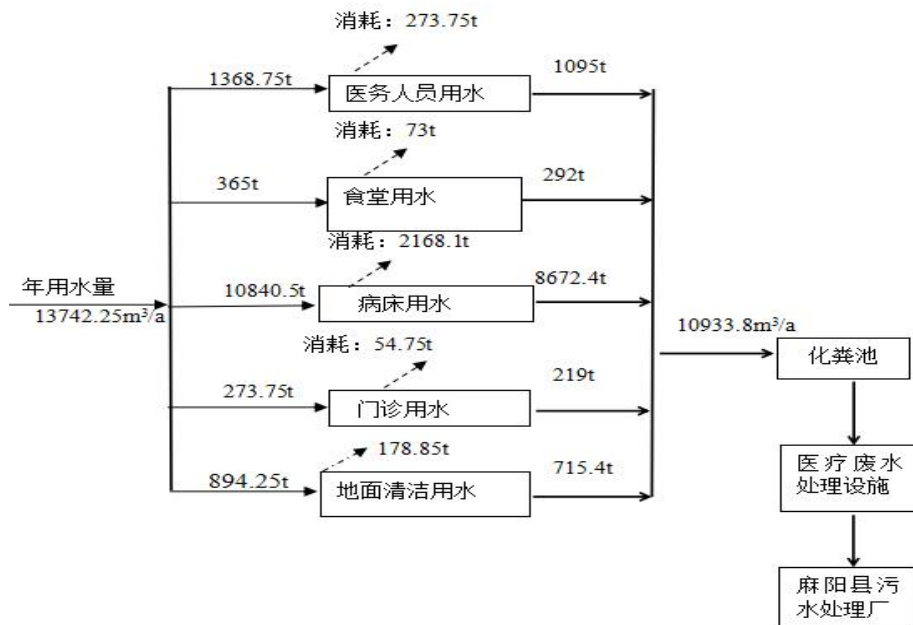 消耗：273.75t
1368.75t
医务人员用水
1095t
消耗：73t
365t
食堂用水
292t
消耗：2168.1t
年用水量
13742.25m³/a
10840.5t
病床用水
8672.4t
10933.8m³/a
化粪池
消耗：54.75t
273.75t
门诊用水
219t
178.85t
894.25t
地面清洁用水
715.4t
医疗废水
处理设施
麻阳县污
水处理厂